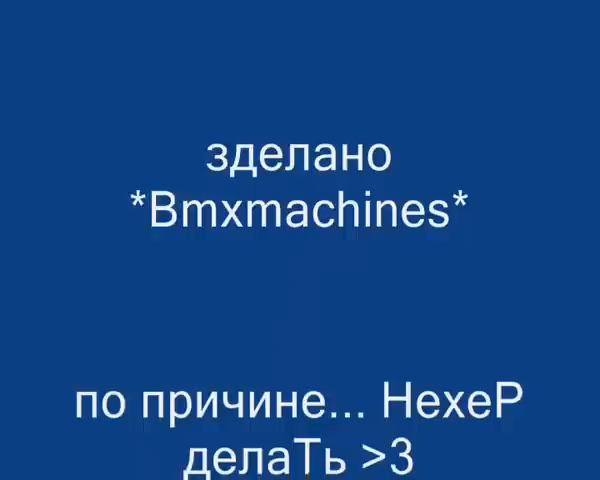 зделано
*Bmxmachines*
по причине... НехеР
делаТь >3